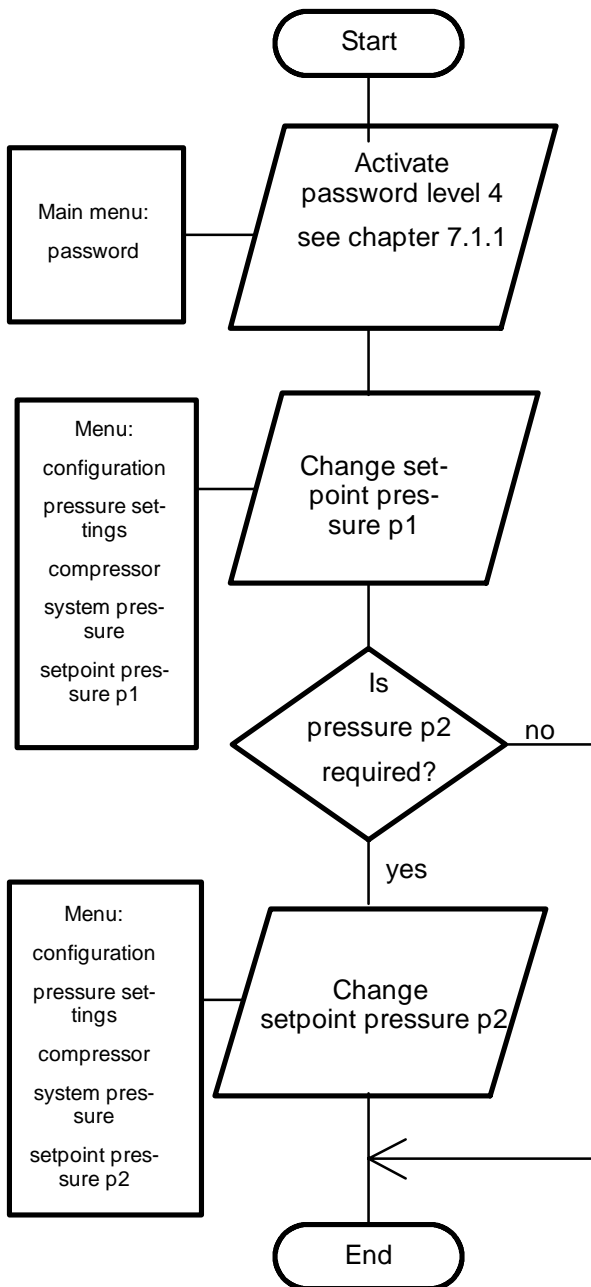 Start
Activate
password level 4
see chapter 7.1.1
Main menu:
password
Change set-
point pres-
sure p1
Menu:
configuration
pressure set-
tings
compressor
system pres-
sure
setpoint pres-
sure p1
Is
pressure p2
required?
no
yes
Change
setpoint pressure p2
Menu:
configuration
pressure set-
tings
compressor
system pres-
sure
setpoint pres-
sure p2
End